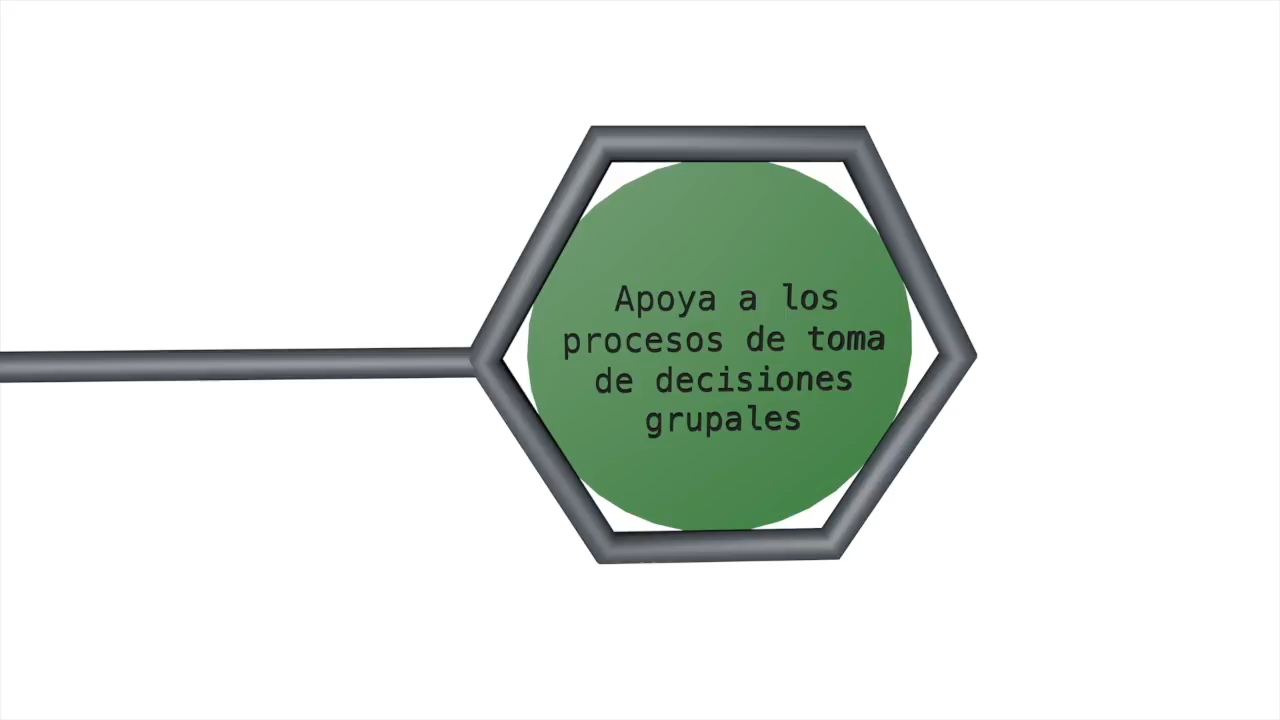 Apoya a los
procesos de toma
de decisiones
grupales